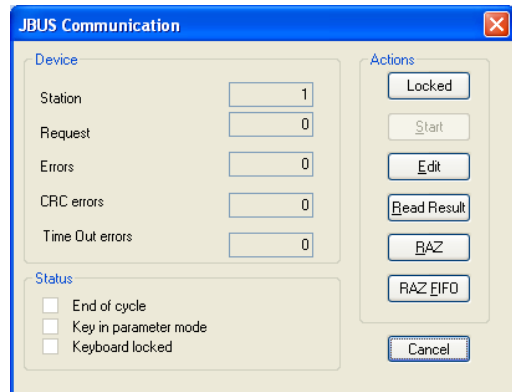 JBUS Communication
Device
Station 1
Request 0
Errors 0
CRC errors 0
Time Out errors 0
Status
End of cycle
Key in parameter mode
Keyboard locked
Actions
Locked
Start
Edit
Read Result
RAZ
RAZ FIFO
Cancel